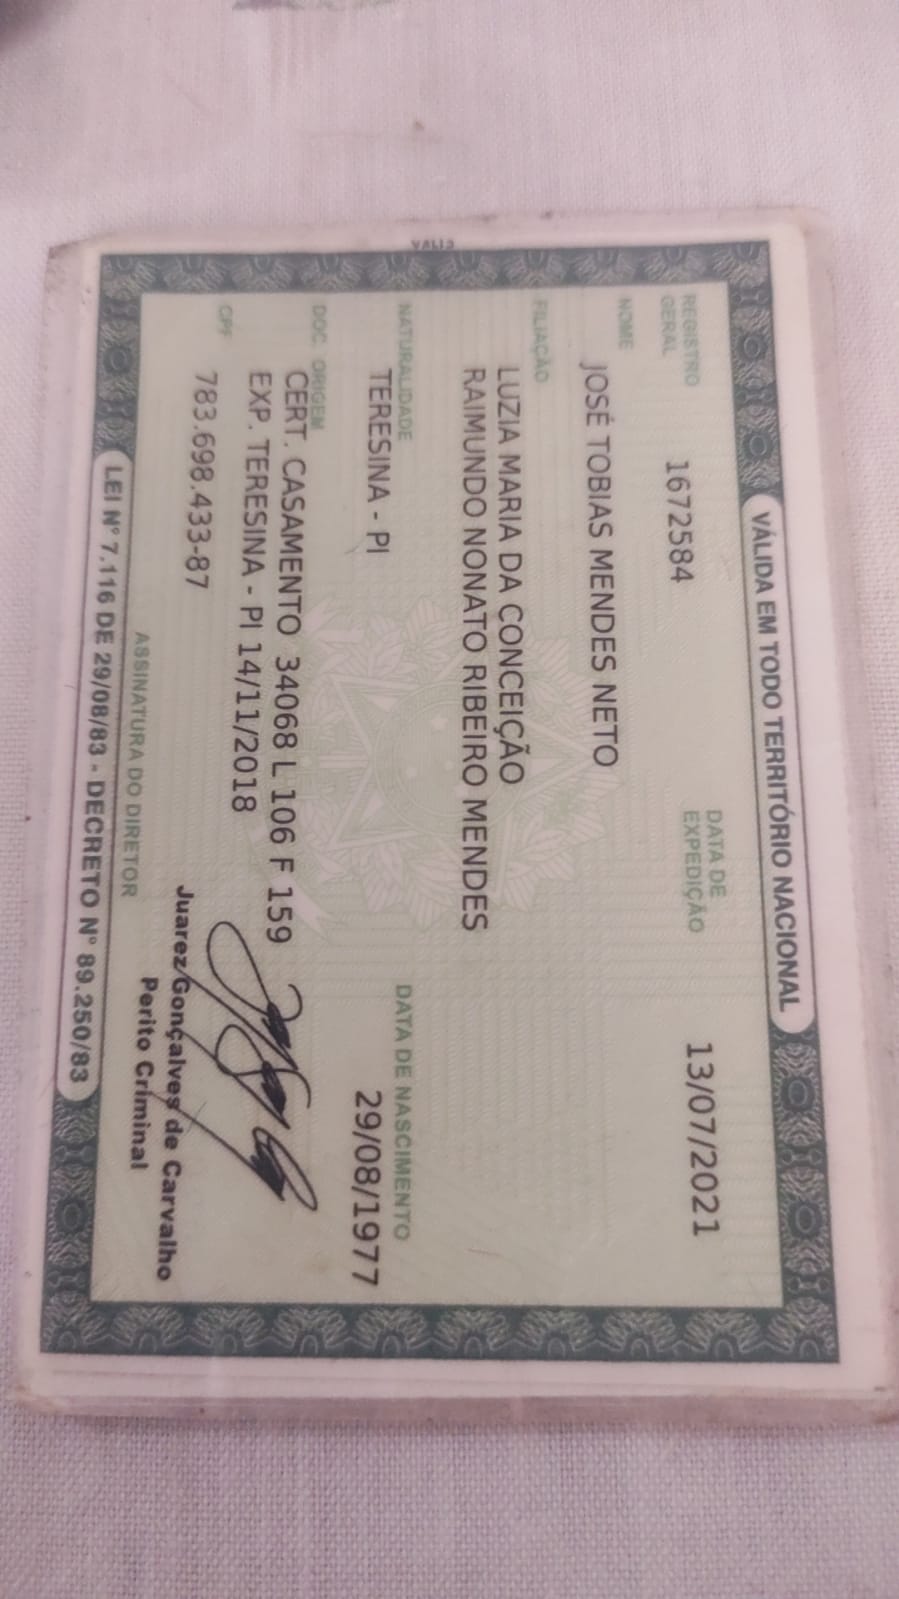 VÁLIDA EM TODO TERRITÓRIO NACIONAL
REGISTRO GERAL 1672584 DATA DE EXPEDIÇÃO 13/07/2021
NOME
JOSÉ TOBIAS MENDES NETO
FILIAÇÃO
LUZIA MARIA DA CONCEIÇÃO
RAIMUNDO NONATO RIBEIRO MENDES
NATURALIDADE DATA DE NASCIMENTO
TERESINA - PI 29/08/1977
DOC. ORIGEM
CERT. CASAMENTO 34068 L 106 F 159
EXP. TERESINA - PI 14/11/2018
CPF
783.698.433-87
Juarez Gonçalves de Carvalho
Perito Criminal
ASSINATURA DO DIRETOR
LEI Nº 7.116 DE 29/08/83 - DECRETO Nº 89.250/83